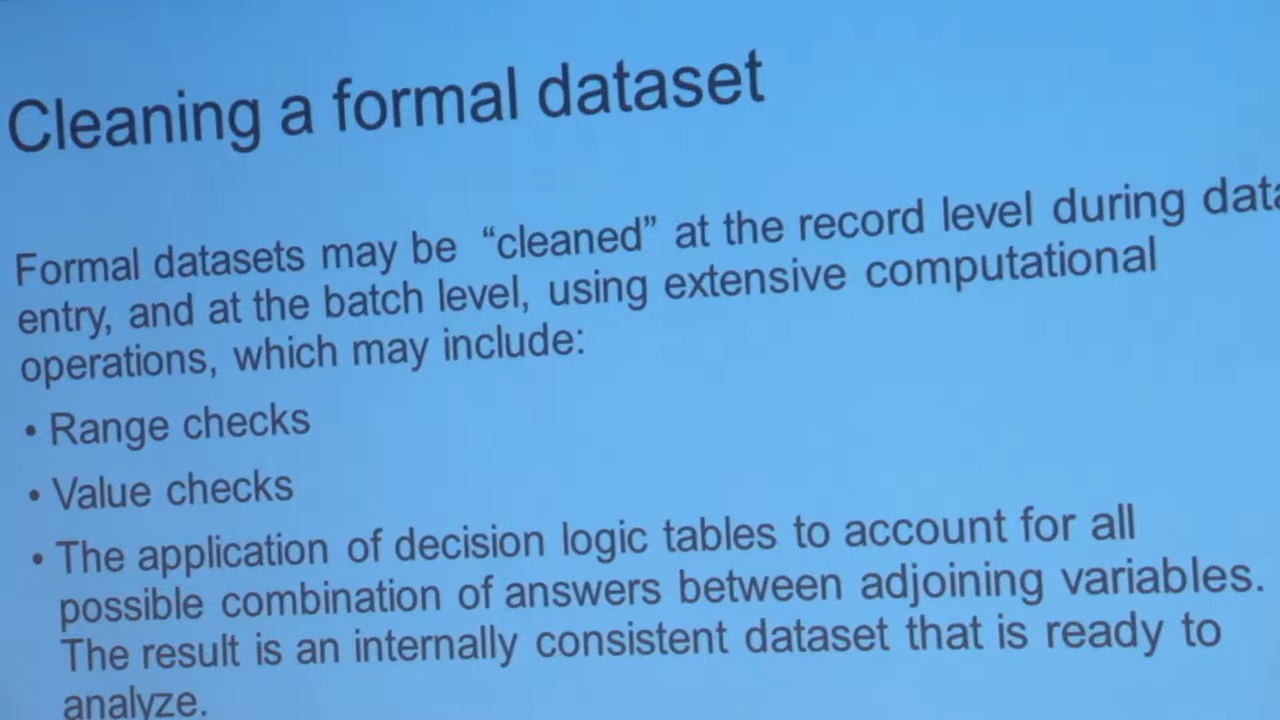 Cleaning a formal dataset
Formal datasets may be “cleaned” at the record level during data
entry, and at the batch level, using extensive computational
operations, which may include:
• Range checks
• Value checks
• The application of decision logic tables to account for all
possible combination of answers between adjoining variables.
The result is an internally consistent dataset that is ready to
analyze.